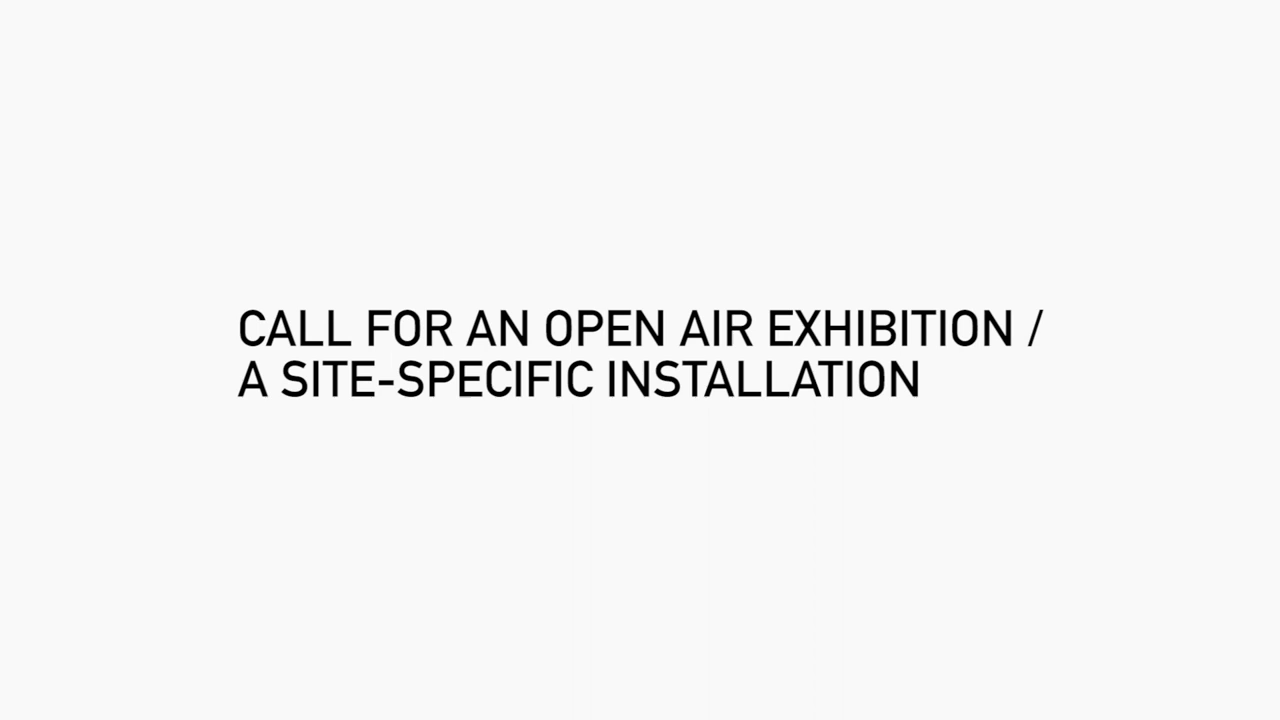 CALL FOR AN OPEN AIR EXHIBITION /
A SITE-SPECIFIC INSTALLATION